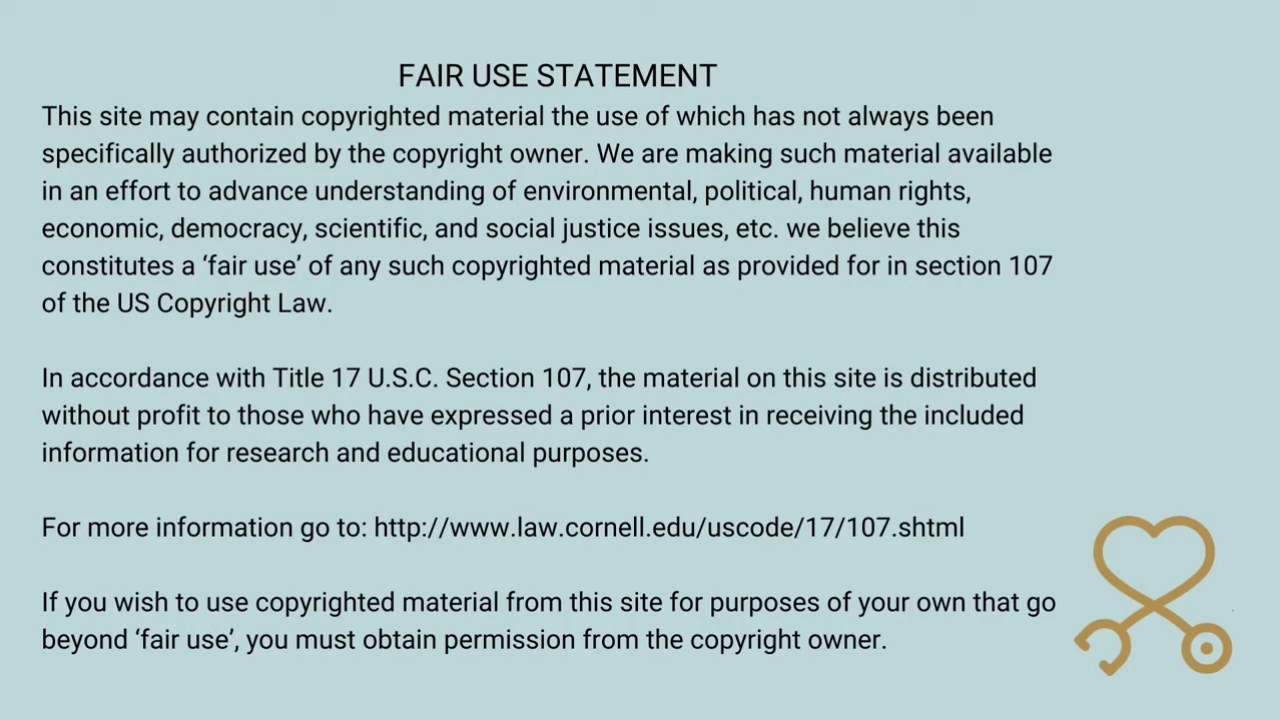 FAIR USE STATEMENT
This site may contain copyrighted material the use of which has not always been
specifically authorized by the copyright owner. We are making such material available
in an effort to advance understanding of environmental, political, human rights,
economic, democracy, scientific, and social justice issues, etc. we believe this
constitutes a ‘fair use’ of any such copyrighted material as provided for in section 107
of the US Copyright Law.
In accordance with Title 17 U.S.C. Section 107, the material on this site is distributed
without profit to those who have expressed a prior interest in receiving the included
information for research and educational purposes.
For more information go to: http://www.law.cornell.edu/uscode/17/107.shtml
If you wish to use copyrighted material from this site for purposes of your own that go
beyond ‘fair use’, you must obtain permission from the copyright owner.